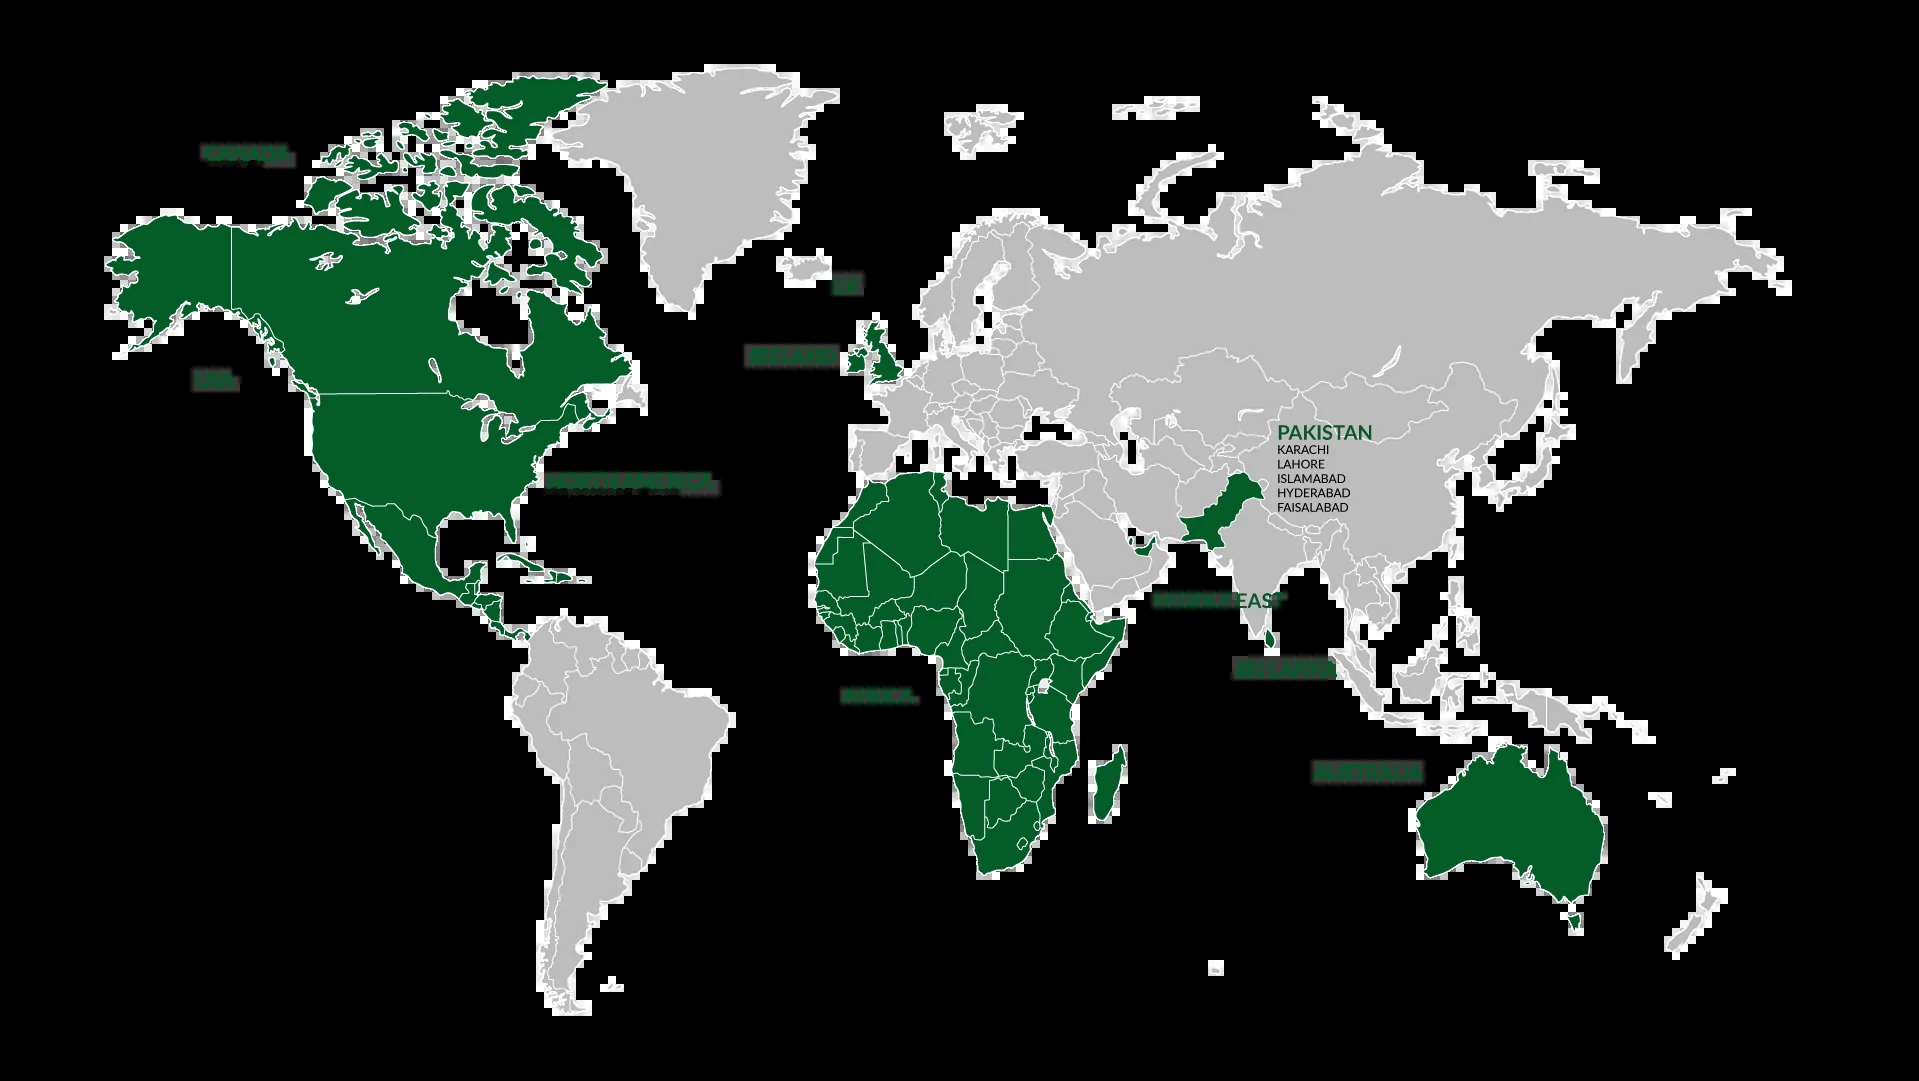 CANADA
UK
IRELAND
USA
PAKISTAN
KARACHI
LAHORE
ISLAMABAD
HYDERABAD
FAISALABAD
NORTH AMERICA
MIDDLE EAST
SRI LANKA
AFRICA
AUSTRALIA